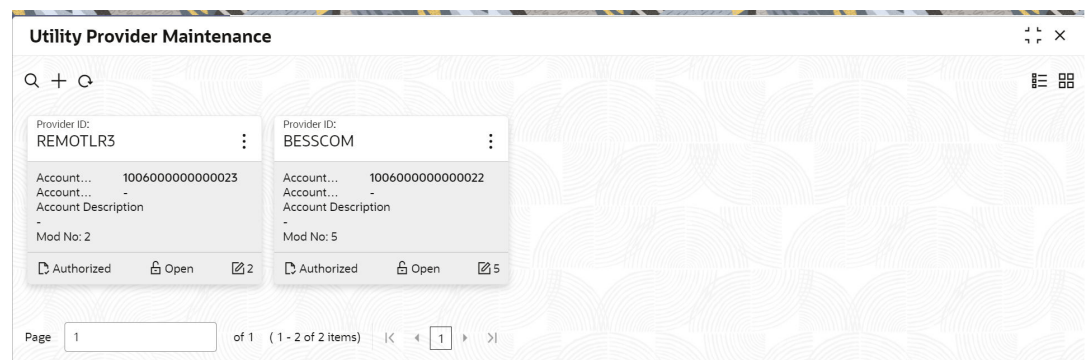 Utility Provider Maintenance
Provider ID:
REMOTLR3
Account... 1006000000000023
Account... -
Account Description
-
Mod No: 2
Authorized Open 2
Provider ID:
BESSCOM
Account... 1006000000000022
Account... -
Account Description
-
Mod No: 5
Authorized Open 5
Page 1 of 1 ( 1 - 2 of 2 items) 1